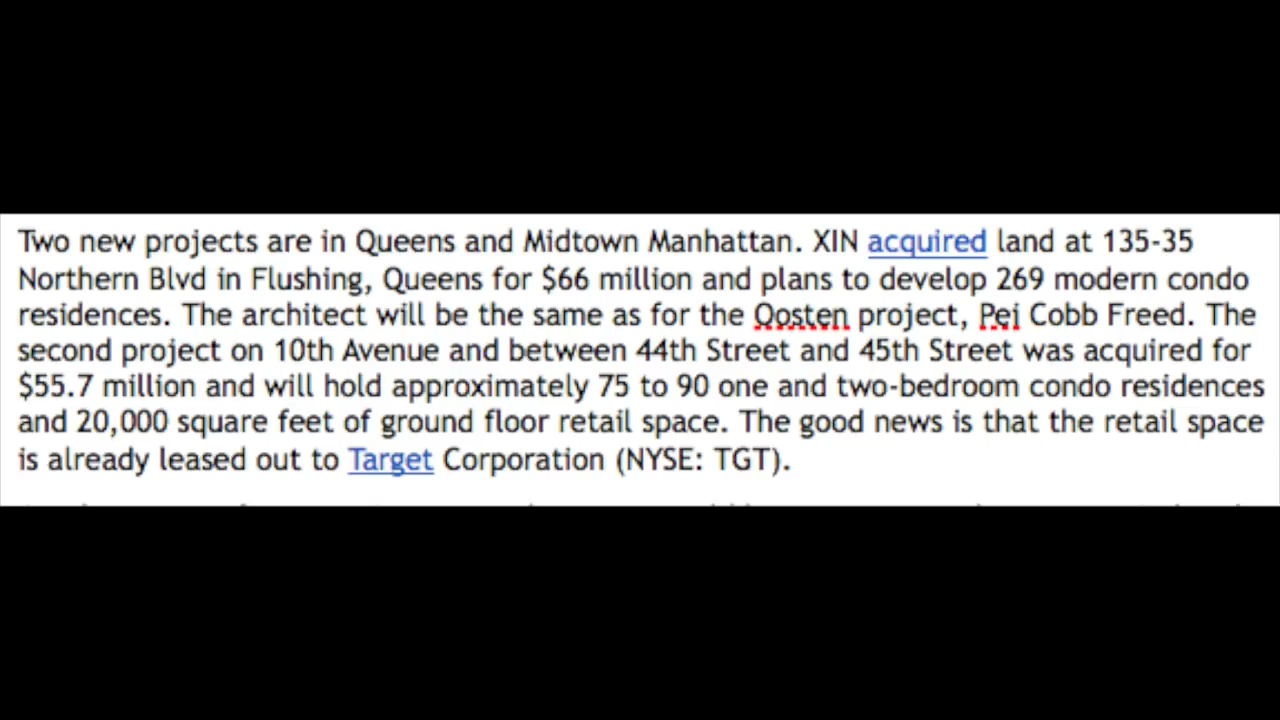 Two new projects are in Queens and Midtown Manhattan. XIN acquired land at 135-35
Northern Blvd in Flushing, Queens for $66 million and plans to develop 269 modern condo
residences. The architect will be the same as for the Oosten project, Pei Cobb Freed. The
second project on 10th Avenue and between 44th Street and 45th Street was acquired for
$55.7 million and will hold approximately 75 to 90 one and two-bedroom condo residences
and 20,000 square feet of ground floor retail space. The good news is that the retail space
is already leased out to Target Corporation (NYSE: TGT).